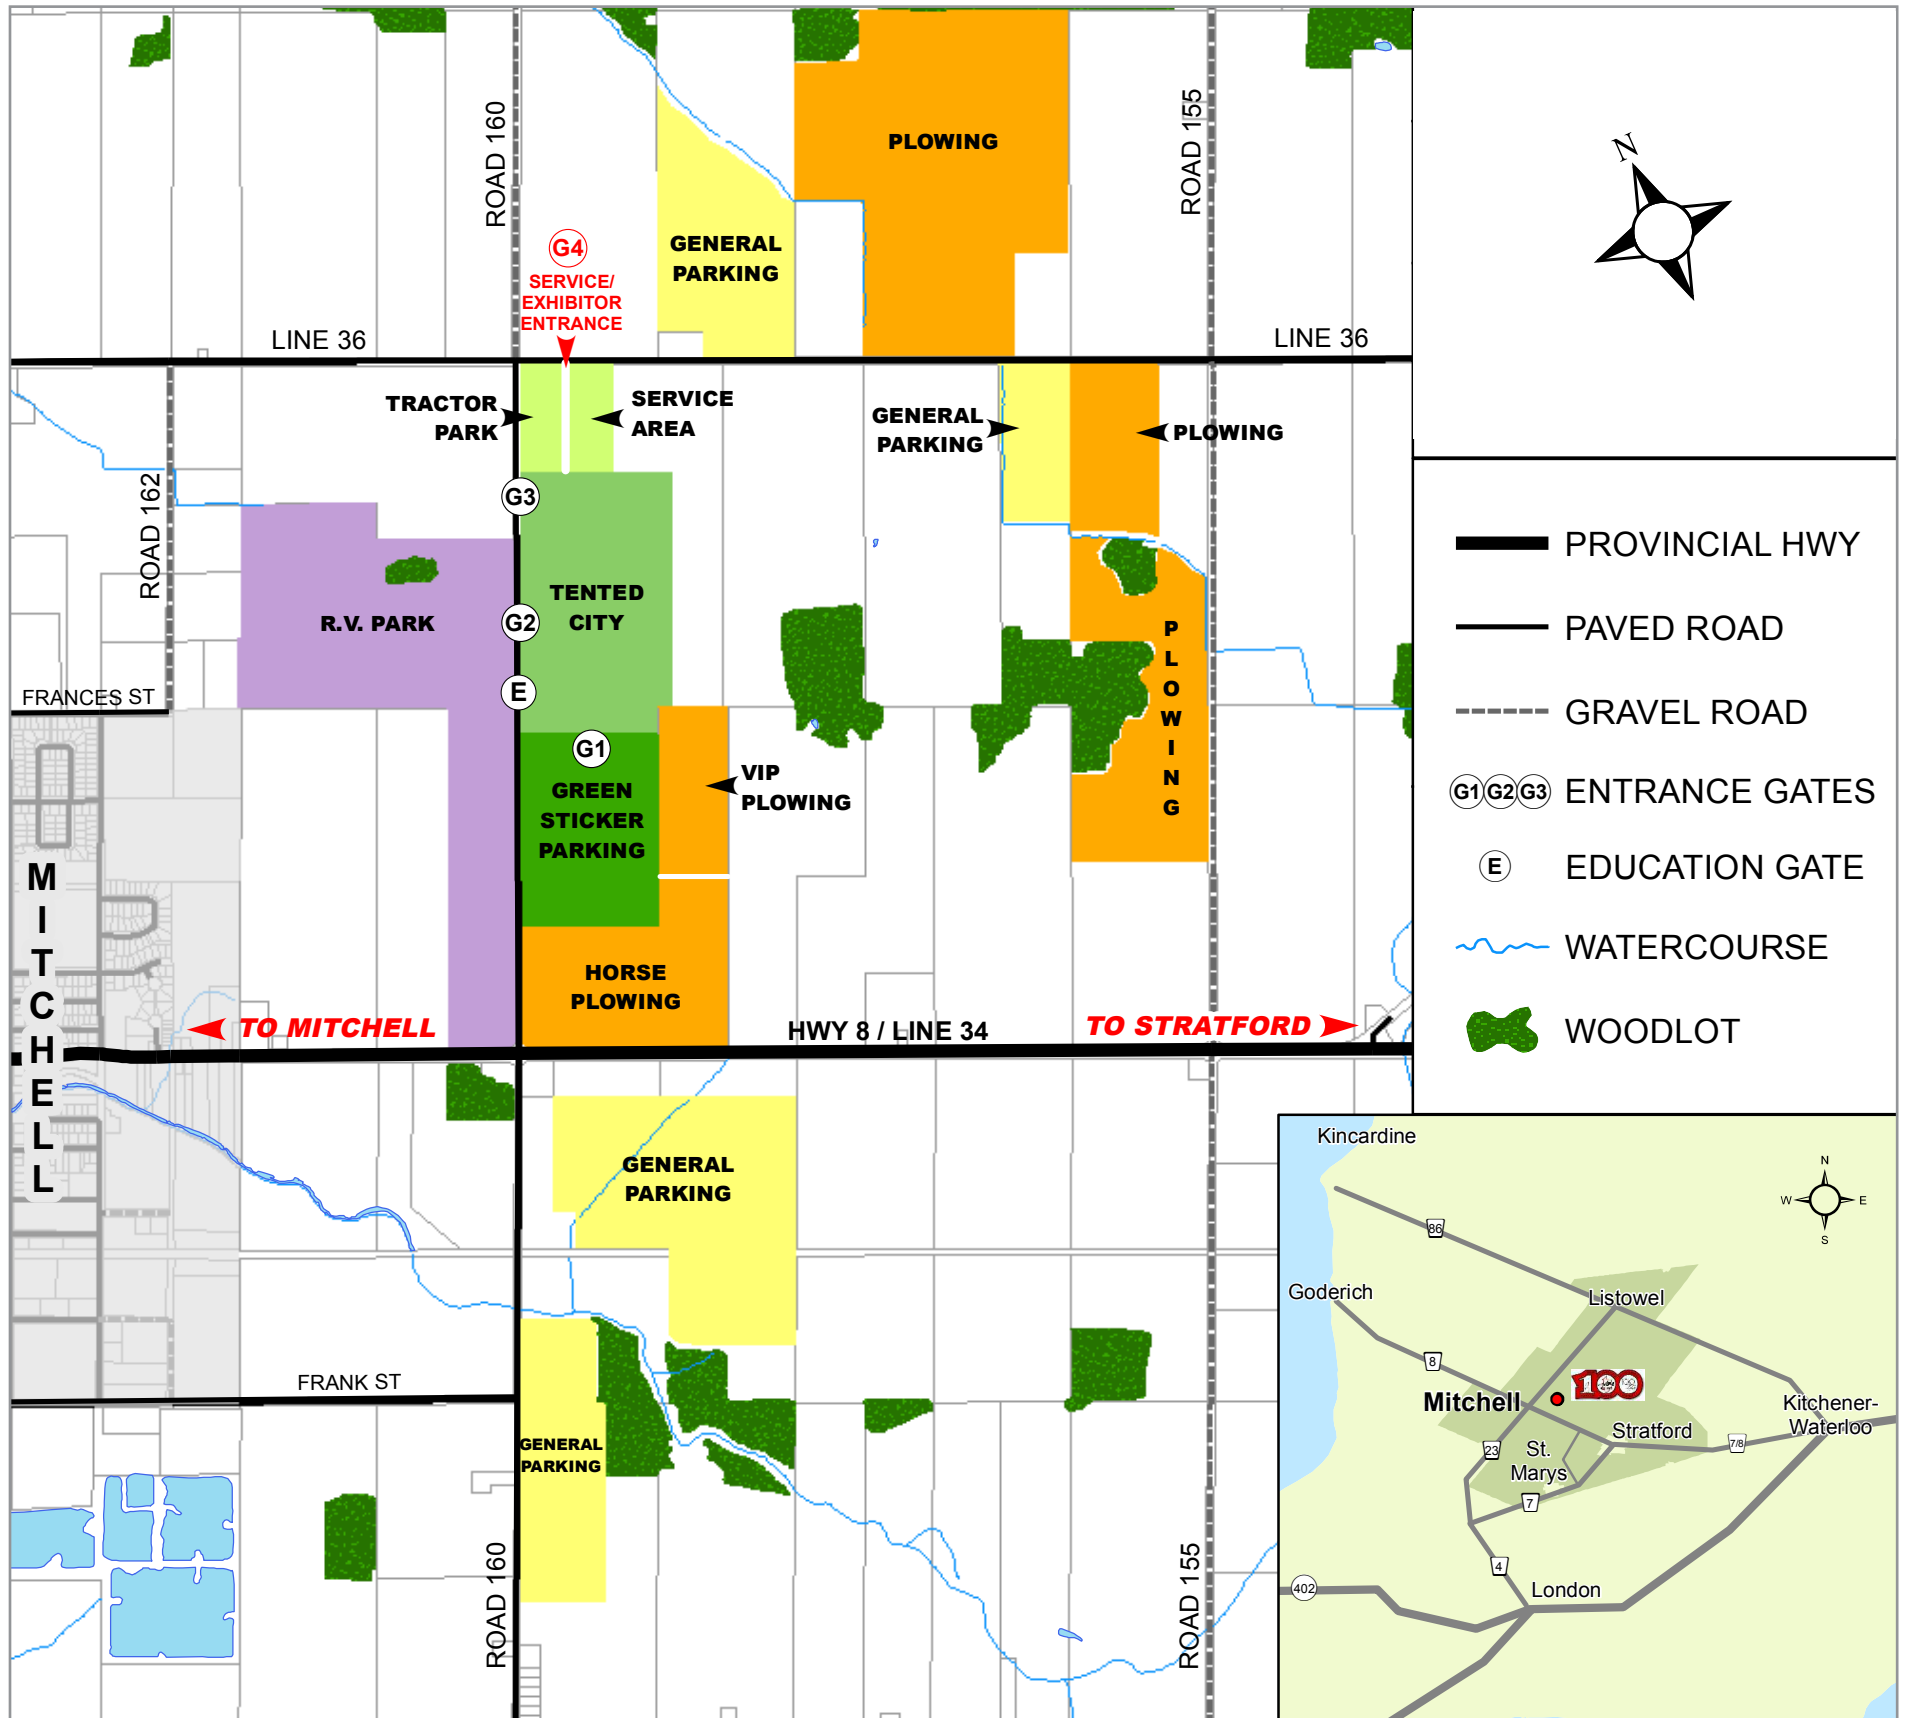 ROAD 160
ROAD 155
PLOWING
GENERAL
PARKING
G4
SERVICE/
EXHIBITOR
ENTRANCE
LINE 36
LINE 36
TRACTOR
PARK
SERVICE
AREA
GENERAL
PARKING
PLOWING
ROAD 162
G3
TENTED
CITY
R.V. PARK
G2
E
FRANCES ST
PLOWING
G1
GREEN
STICKER
PARKING
VIP
PLOWING
MITCHELL
HORSE
PLOWING
TO MITCHELL
HWY 8 / LINE 34
TO STRATFORD
GENERAL
PARKING
FRANK ST
GENERAL
PARKING
ROAD 160
ROAD 155
N
PROVINCIAL HWY
PAVED ROAD
GRAVEL ROAD
G1 G2 G3 ENTRANCE GATES
E EDUCATION GATE
WATERCOURSE
WOODLOT
Kincardine
N
W E
S
86
Goderich
Listowel
8
100
Mitchell
Kitchener-
Waterloo
Stratford
7/8
23
St.
Marys
7
4
402
London